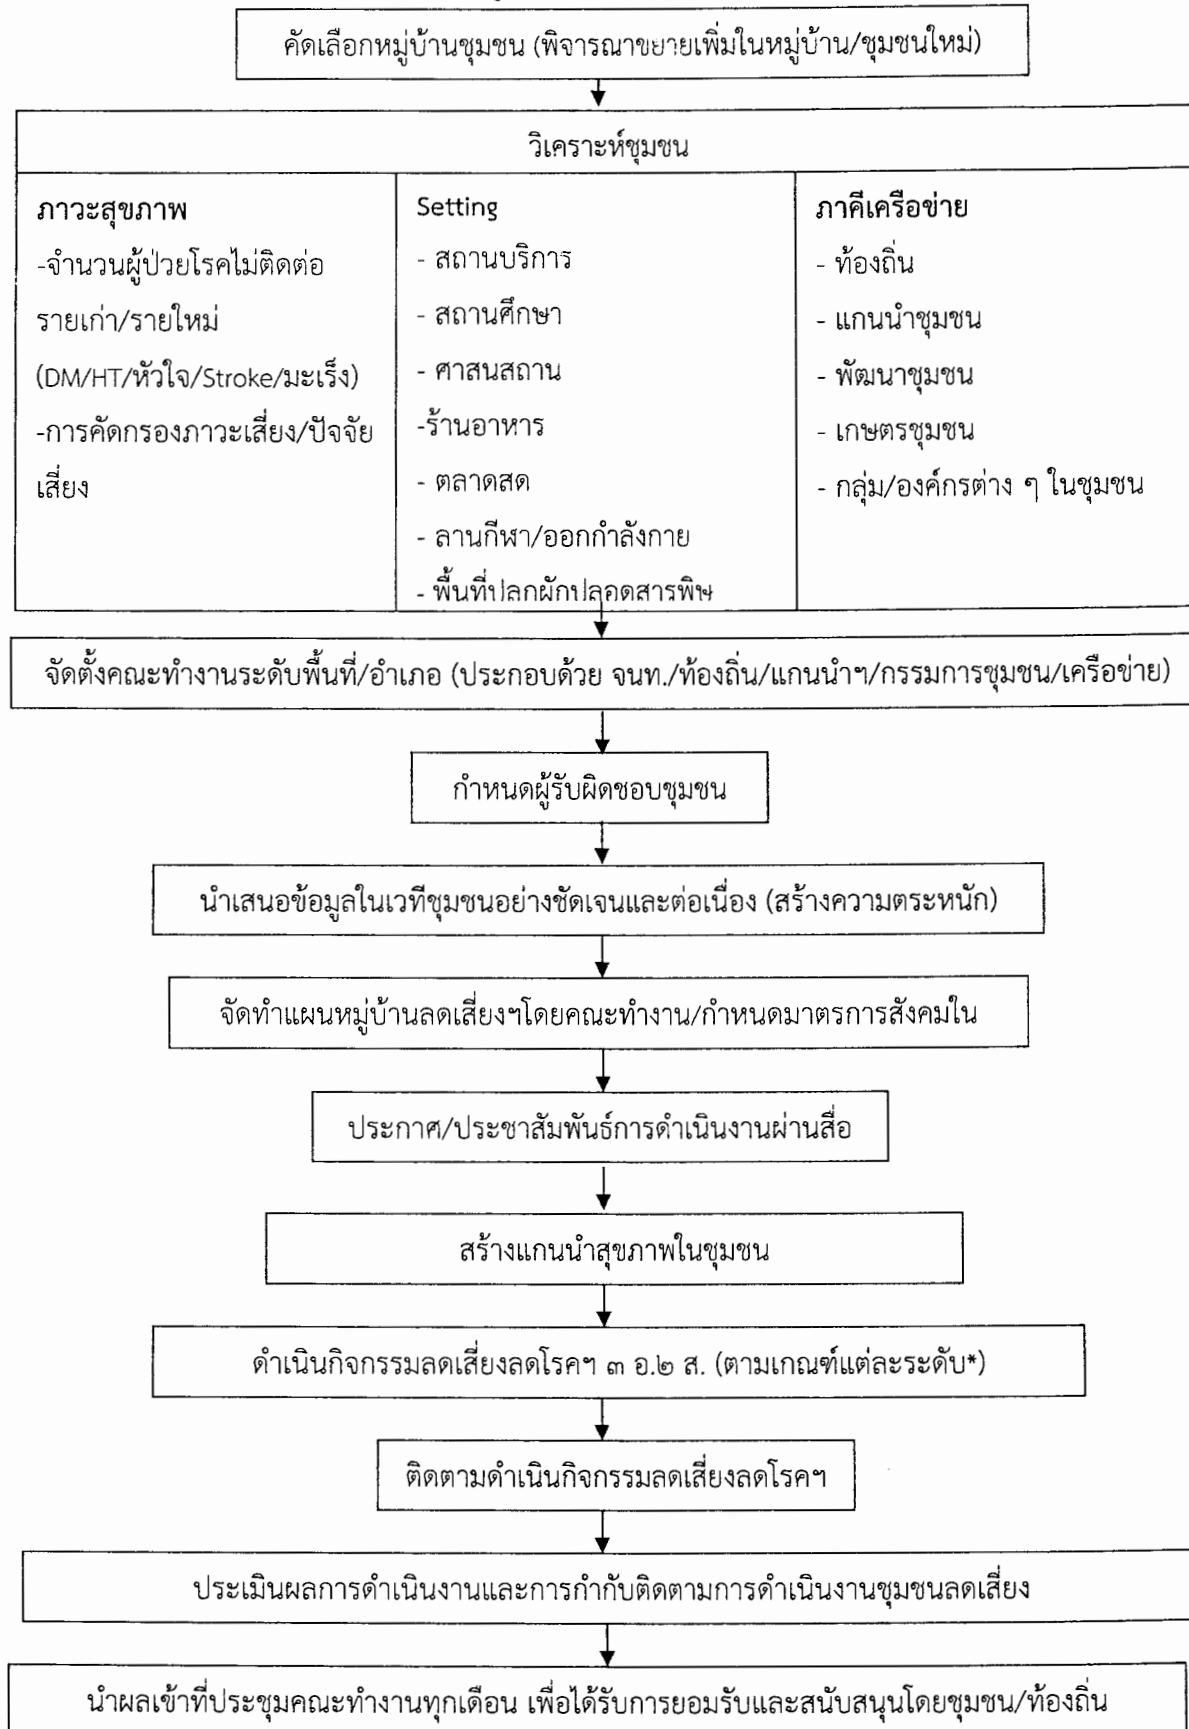 คัดเลือกหมู่บ้านชุมชน (พิจารณาขยายเพิ่มในหมู่บ้าน/ชุมชนใหม่)
วิเคราะห์ชุมชน
ภาวะสุขภาพ
-จำนวนผู้ป่วยโรคไม่ติดต่อ
รายเก่า/รายใหม่
(DM/HT/หัวใจ/Stroke/มะเร็ง)
-การคัดกรองภาวะเสี่ยง/ปัจจัย
เสี่ยง
Setting
- สถานบริการ
- สถานศึกษา
- ศาสนสถาน
-ร้านอาหาร
- ตลาดสด
- ลานกีฬา/ออกกำลังกาย
- พื้นที่ปลูกผักปลอดสารพิษ
ภาคีเครือข่าย
- ท้องถิ่น
- แกนนำชุมชน
- พัฒนาชุมชน
- เกษตรชุมชน
- กลุ่ม/องค์กรต่าง ๆ ในชุมชน
จัดตั้งคณะทำงานระดับพื้นที่/อำเภอ (ประกอบด้วย จนท./ท้องถิ่น/แกนนำฯ/กรรมการชุมชน/เครือข่าย)
กำหนดผู้รับผิดชอบชุมชน
นำเสนอข้อมูลในเวทีชุมชนอย่างชัดเจนและต่อเนื่อง (สร้างความตระหนัก)
จัดทำแผนหมู่บ้านลดเสี่ยงฯโดยคณะทำงาน/กำหนดมาตรการสังคมใน
ประกาศ/ประชาสัมพันธ์การดำเนินงานผ่านสื่อ
สร้างแกนนำสุขภาพในชุมชน
ดำเนินกิจกรรมลดเสี่ยงลดโรคฯ ๓ อ.๒ ส. (ตามเกณฑ์แต่ละระดับ*)
ติดตามดำเนินกิจกรรมลดเสี่ยงลดโรคฯ
ประเมินผลการดำเนินงานและการกำกับติดตามการดำเนินงานชุมชนลดเสี่ยง
นำผลเข้าที่ประชุมคณะทำงานทุกเดือน เพื่อได้รับการยอมรับและสนับสนุนโดยชุมชน/ท้องถิ่น